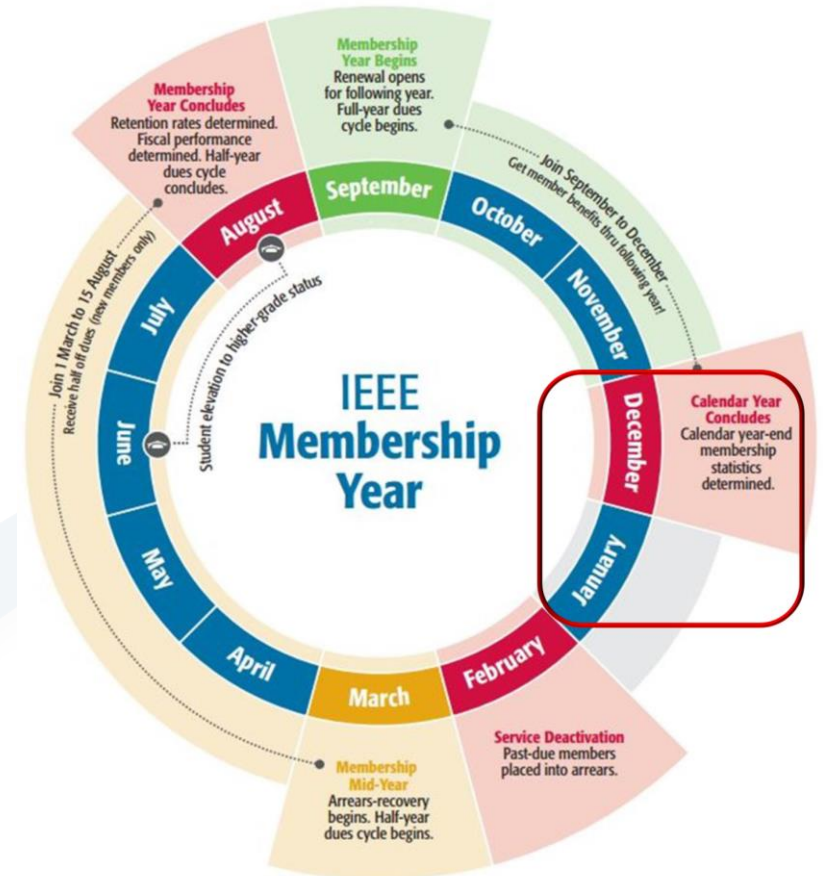 Membership
Year Begins
Renewal opens
for following year.
Full-year dues
cycle begins.
Membership
Year Concludes
Retention rates determined.
Fiscal performance
determined. Half-year
dues cycle
concludes.
Join September to December
Get member benefits thru following year!
September
October
November
December
January
February
March
April
May
June
July
August
Calendar Year
Concludes
Calendar year-end
membership
statistics
determined.
Join 1 March to 15 August
Receive half off dues (new members only)
Student elevation to higher-grade status
IEEE
Membership
Year
Service Deactivation
Past-due members
placed into arrears.
Membership
Mid-Year
Arrears-recovery
begins. Half-year
dues cycle begins.